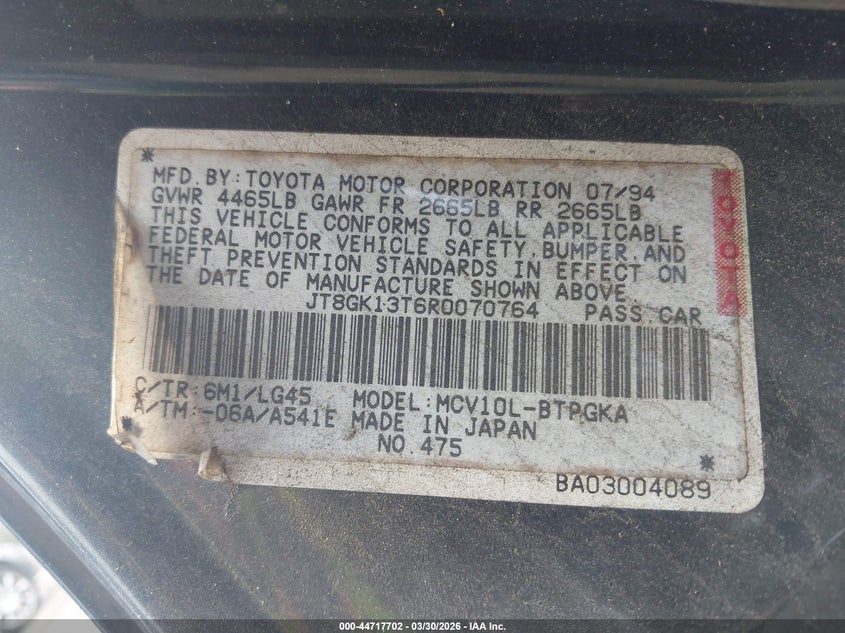 MFD.BY:TOYOTA MOTOR CORPORATION 07/94
GVWR 4465LB GAWR FR 2665LB RR 2665LB
THIS VEHICLE CONFORMS TO ALL APPLICABLE
FEDERAL MOTOR VEHICLE SAFETY,BUMPER,AND
THEFT PREVENTION STANDARDS IN EFFECT ON
THE DATE OF MANUFACTURE SHOWN ABOVE.
JT8GK13T6R0070764 PASS.CAR
C/TR:6M1/LG45 MODEL:MCV10L-BTPGKA
A/TM:-06A/A541E MADE IN JAPAN
NO.475
BA03004089
TOYOTA
000-44717702 - 03/30/2026 - IAA Inc.